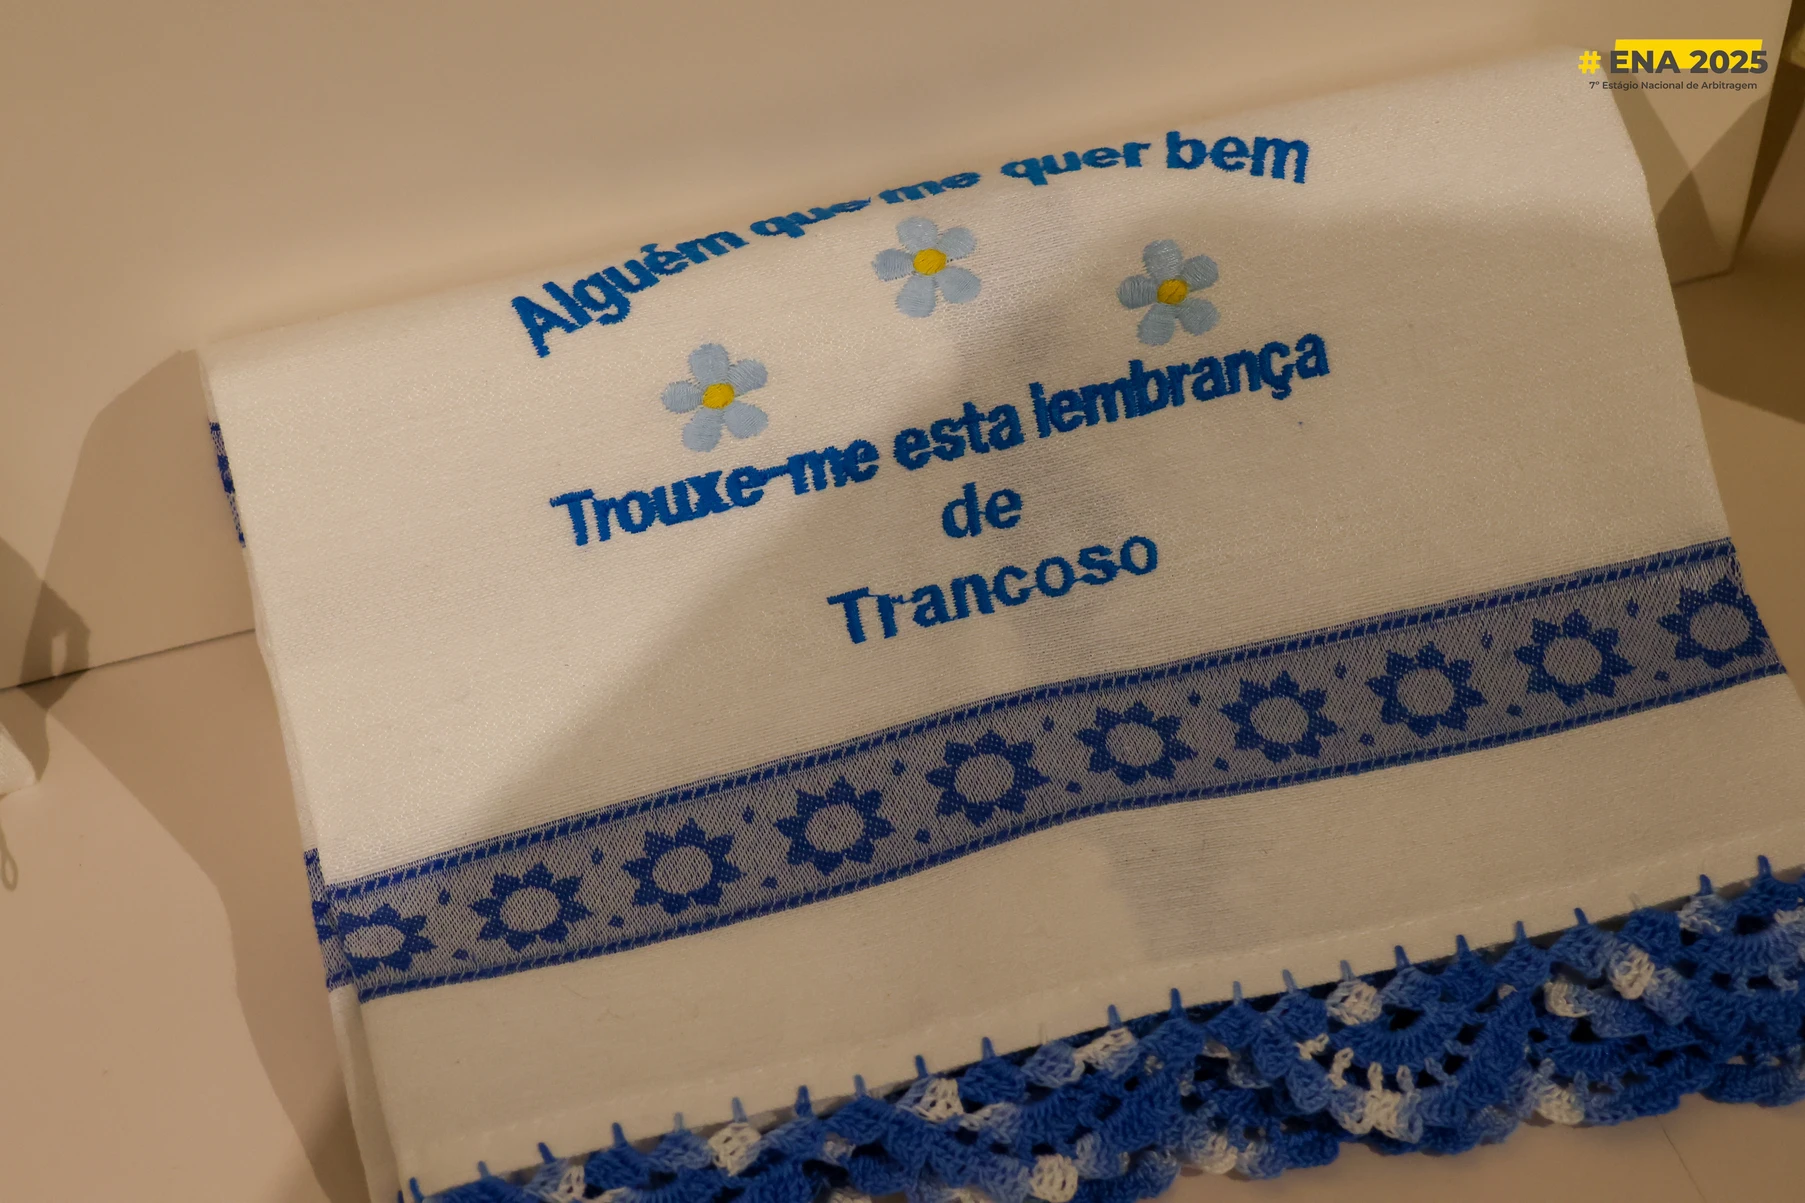 # ENA 2025
7º Estágio Nacional de Arbitragem
Alguém que me quer bem
Trouxe-me esta lembrança
de
Trancoso